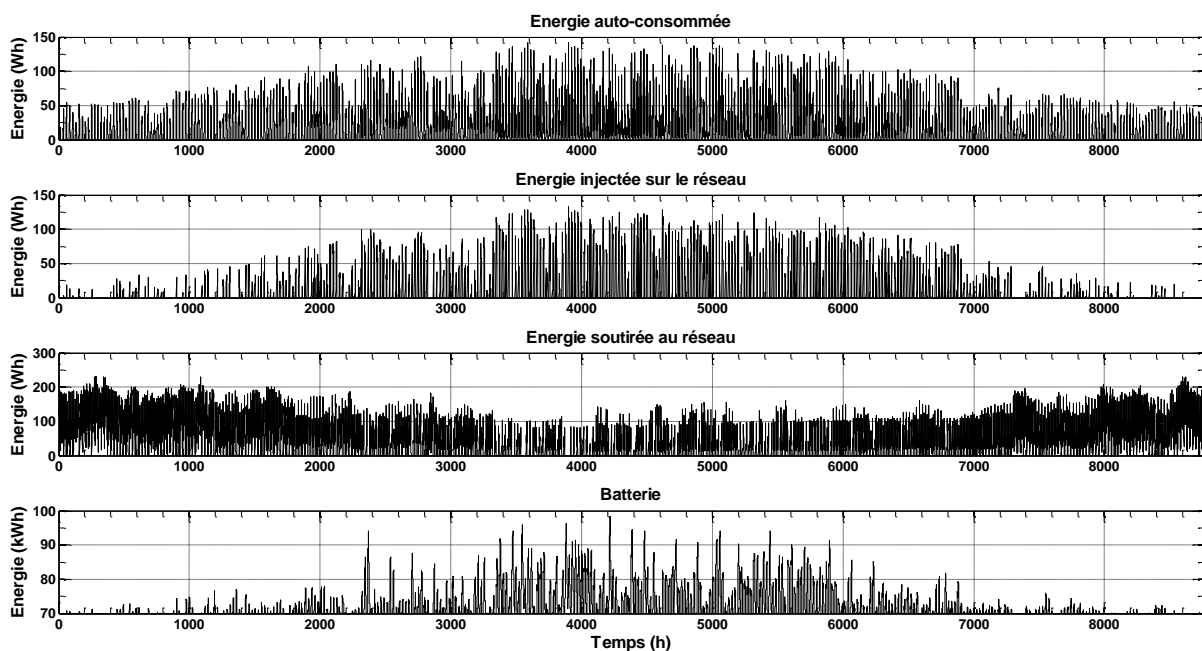 Energie auto-consommée
Energie (Wh)
150
100
50
0
0 1000 2000 3000 4000 5000 6000 7000 8000
Energie injectée sur le réseau
Energie (Wh)
150
100
50
0
0 1000 2000 3000 4000 5000 6000 7000 8000
Energie soutirée au réseau
Energie (Wh)
300
200
100
0
0 1000 2000 3000 4000 5000 6000 7000 8000
Batterie
Energie (kWh)
100
90
80
70
0 1000 2000 3000 4000 5000 6000 7000 8000
Temps (h)